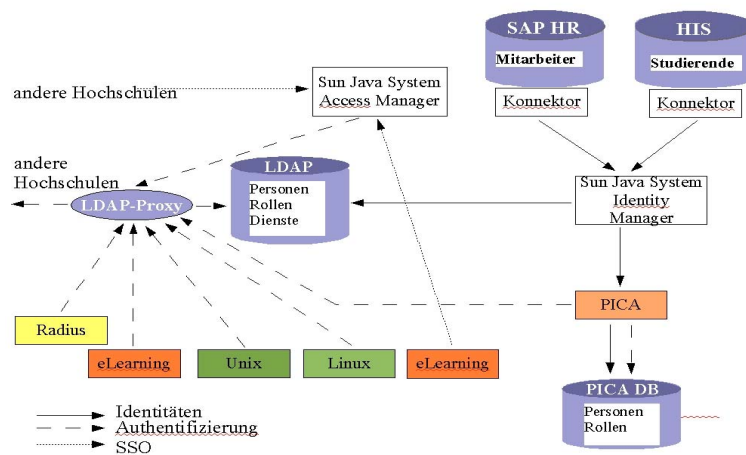 SAP HR
Mitarbeiter
HIS
Studierende
Konnektor
Konnektor
andere Hochschulen
Sun Java System
Access Manager
andere
Hochschulen
LDAP-Proxy
LDAP
Personen
Rollen
Dienste
Sun Java System
Identity
Manager
PICA
Radius
eLearning
Unix
Linux
eLearning
PICA DB
Personen
Rollen
Identitäten
Authentifizierung
SSO